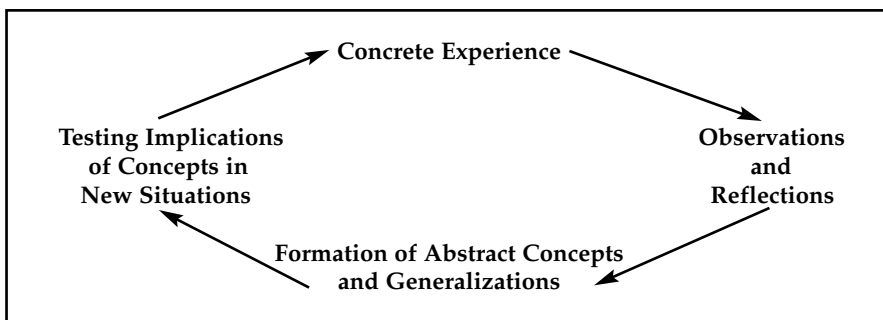 Concrete Experience
Observations
and
Reflections
Formation of Abstract Concepts
and Generalizations
Testing Implications
of Concepts in
New Situations